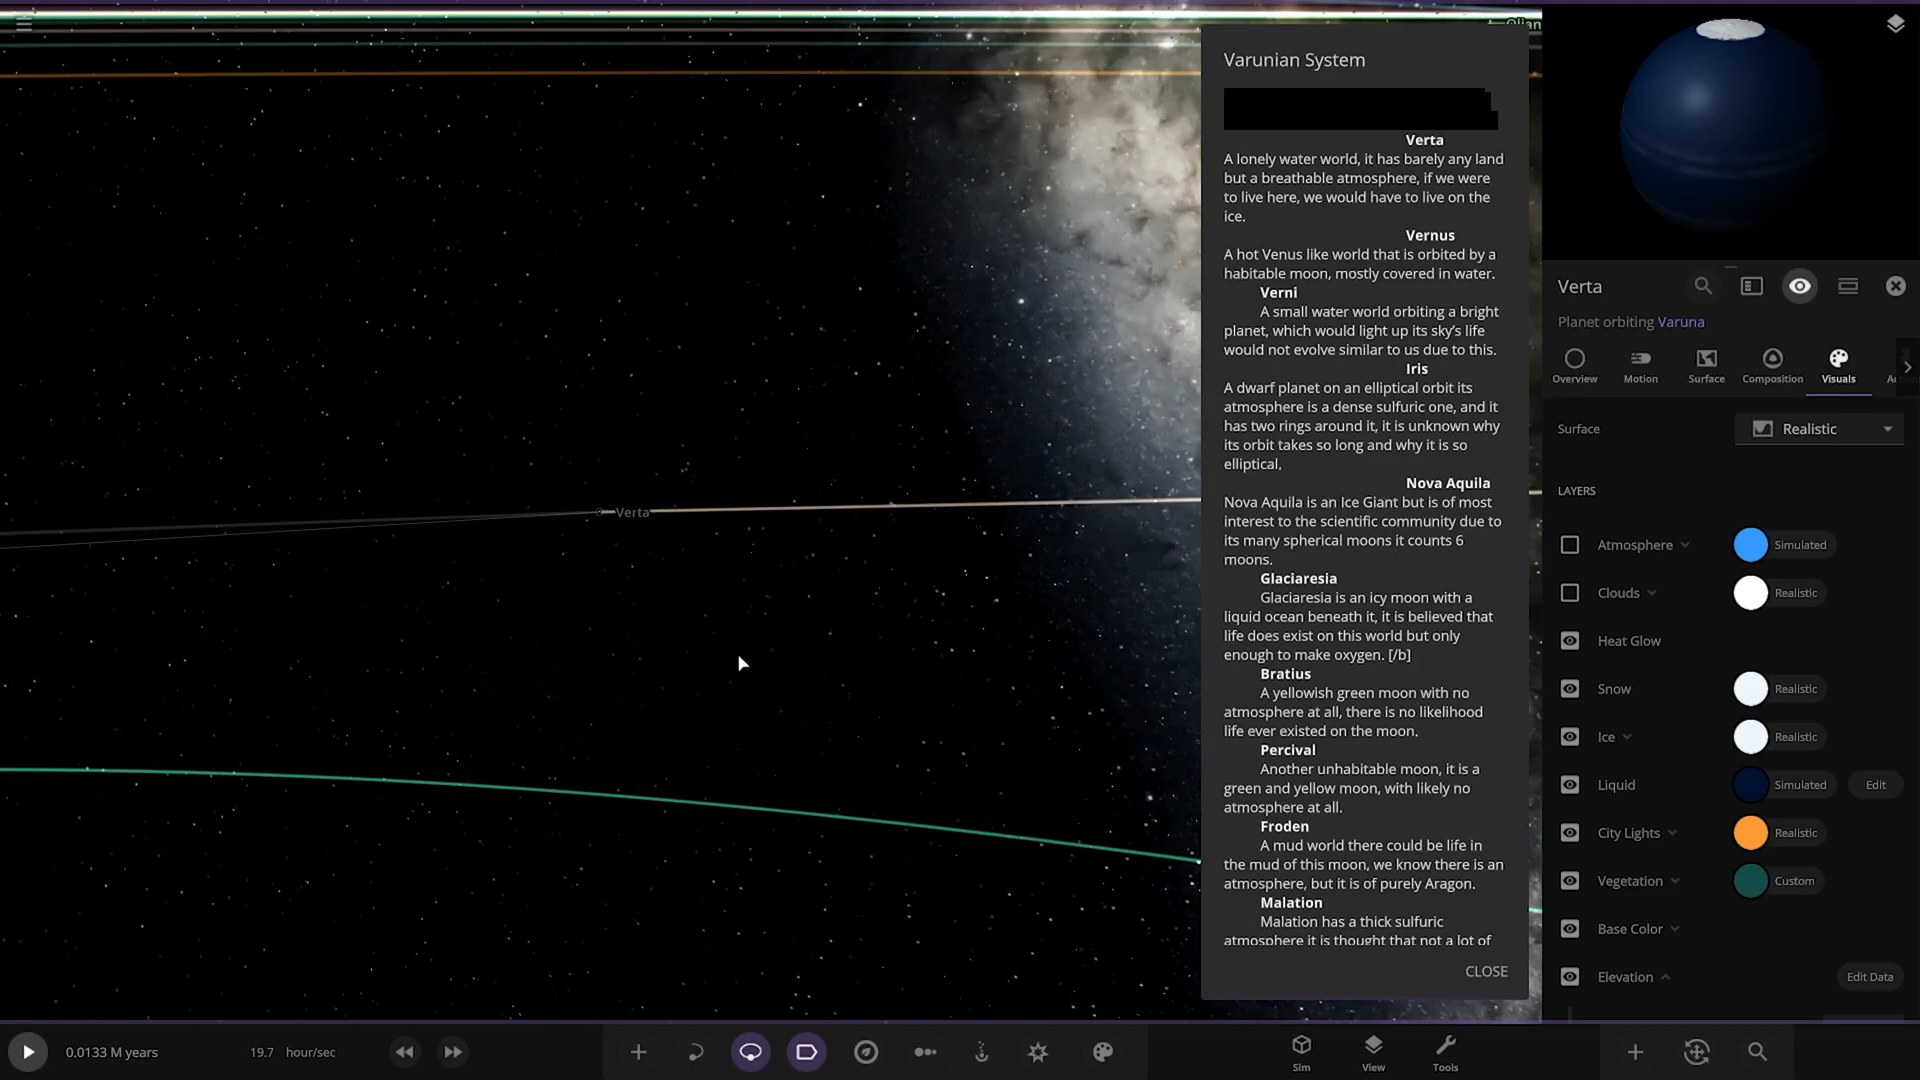 Varunian System
Verta
A lonely water world, it has barely any land
but a breathable atmosphere, if we were
to live here, we would have to live on the
ice.
Vernus
A hot Venus like world that is orbited by a
habitable moon, mostly covered in water.
Verni
A small water world orbiting a bright
planet, which would light up its sky's life
would not evolve similar to us due to this.
Iris
A dwarf planet on an elliptical orbit its
atmosphere is a dense sulfuric one, and it
has two rings around it, it is unknown why
its orbit takes so long and why it is so
elliptical.
Nova Aquila
Nova Aquila is an Ice Giant but is of most
interest to the scientific community due to
its many spherical moons it counts 6
moons.
Glaciaresia
Glaciaresia is an icy moon with a
liquid ocean beneath it, it is believed that
life does exist on this world but only
enough to make oxygen. [/b]
Bratius
A yellowish green moon with no
atmosphere at all, there is no likelihood
life ever existed on the moon.
Percival
Another unhabitable moon, it is a
green and yellow moon, with likely no
atmosphere at all.
Froden
A mud world there could be life in
the mud of this moon, we know there is an
atmosphere, but it is of purely Aragon.
Malation
Malation has a thick sulfuric
atmosphere it is thought that not a lot of
CLOSE
Verta
Verta
Planet orbiting Varuna
Overview Motion Surface Composition Visuals
Surface Realistic
LAYERS
Atmosphere Simulated
Clouds Realistic
Heat Glow
Snow Realistic
Ice Realistic
Liquid Simulated Edit
City Lights Realistic
Vegetation Custom
Base Color
Elevation Edit Data
0.0133 M years 19.7 hour/sec
Sim View Tools